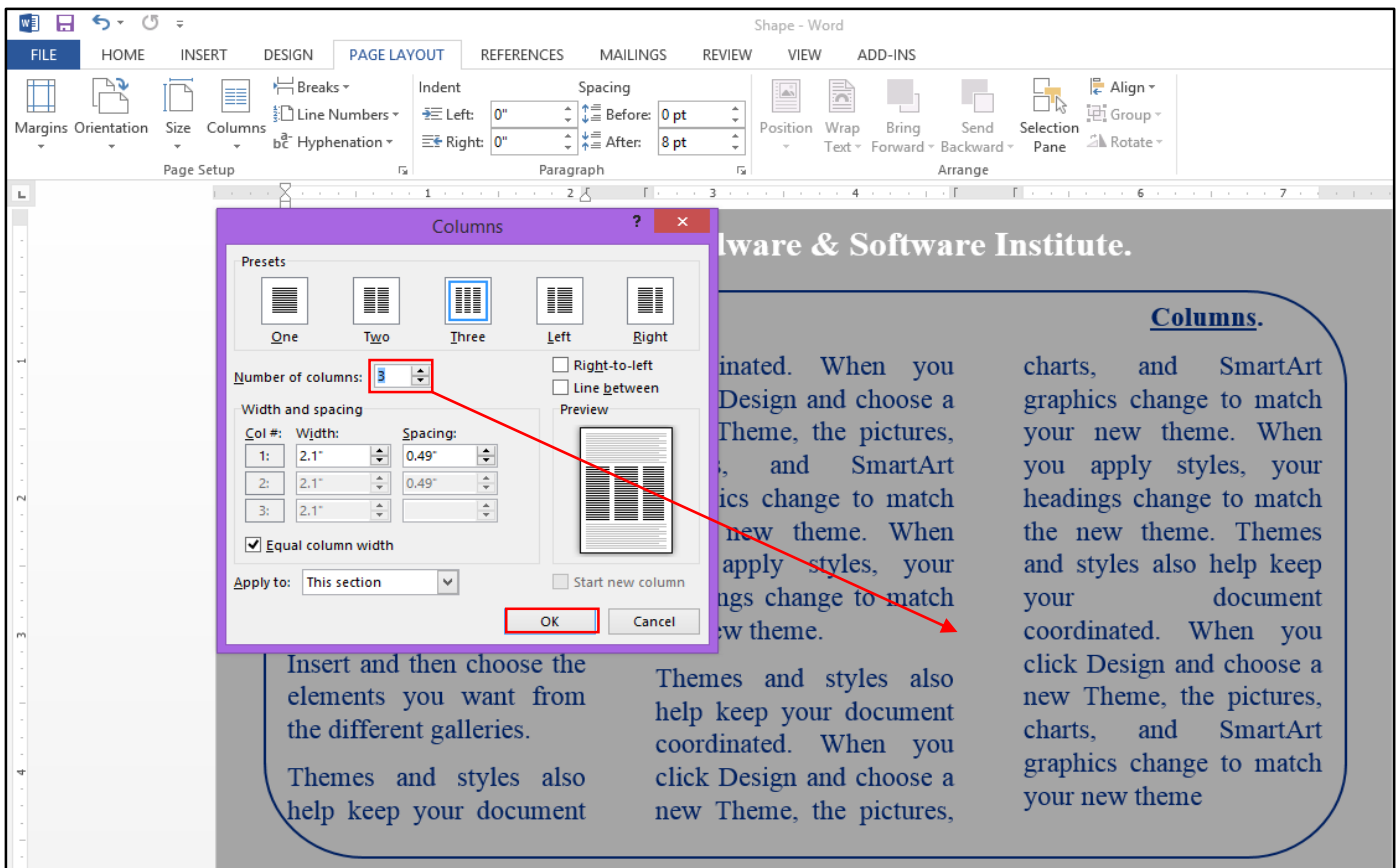 Shape - Word
FILE HOME INSERT DESIGN PAGE LAYOUT REFERENCES MAILINGS REVIEW VIEW ADD-INS
Margins
Orientation
Size
Columns
Breaks
Line Numbers
Hyphenation
Page Setup
Indent
Left: 0"
Right: 0"
Spacing
Before: 0 pt
After: 8 pt
Paragraph
Position
Wrap Text
Bring Forward
Send Backward
Selection Pane
Align
Group
Rotate
Arrange
L
1 2 3 4 6 7
Columns ? ×
Presets
One Two Three Left Right
Number of columns: 3
Right-to-left
Line between
Width and spacing
Col #: Width: Spacing:
1: 2.1" 0.49"
2: 2.1" 0.49"
3: 2.1"
Equal column width
Preview
Apply to: This section
Start new column
OK Cancel
1
2
3
4
& Software Institute.
Columns.
Insert and then choose the
elements you want from
the different galleries.
Themes and styles also
help keep your document
When you
Design and choose a
Theme, the pictures,
and SmartArt
change to match
new theme. When
apply styles, your
change to match
theme.
Themes and styles also
help keep your document
coordinated. When you
click Design and choose a
new Theme, the pictures,
charts, and SmartArt
graphics change to match
your new theme. When
you apply styles, your
headings change to match
the new theme. Themes
and styles also help keep
your document
coordinated. When you
click Design and choose a
new Theme, the pictures,
charts, and SmartArt
graphics change to match
your new theme